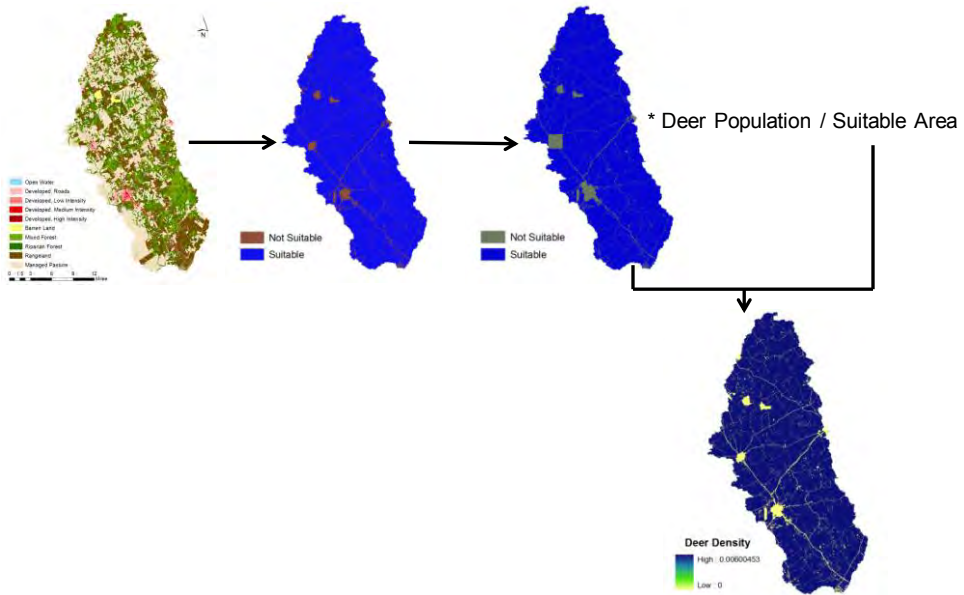 N
Open Water
Developed, Roads
Developed, Low Intensity
Developed, Medium Intensity
Developed, High Intensity
Barren Land
Mixed Forest
Riparian Forest
Rangeland
Managed Pasture
Miles
Not Suitable
Suitable
Not Suitable
Suitable
* Deer Population / Suitable Area
Deer Density
High : 0.00600453
Low : 0